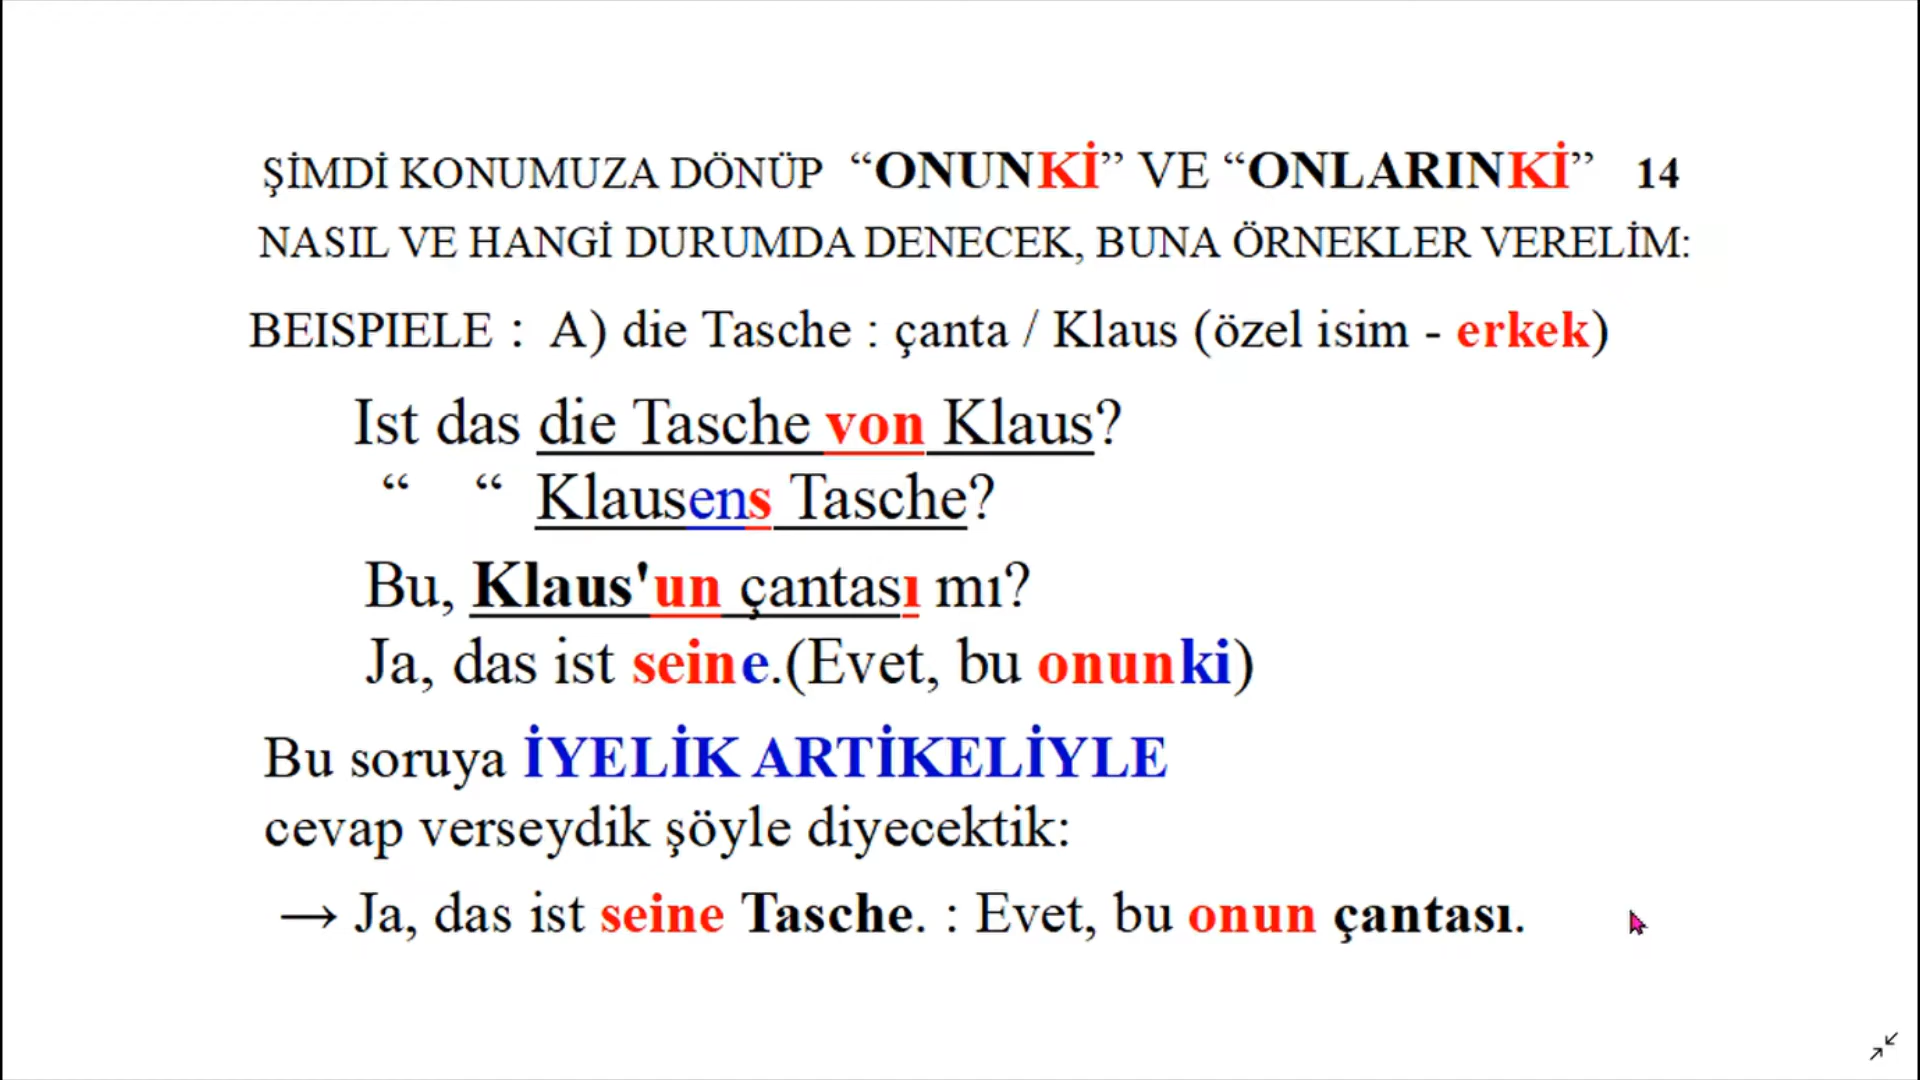 ŞİMDİ KONUMUZA DÖNÜP “ONUNKİ” VE “ONLARINKİ” 14
NASIL VE HANGİ DURUMDA DENECEK, BUNA ÖRNEKLER VERELİM:
BEISPIELE : A) die Tasche : çanta / Klaus (özel isim - erkek)
Ist das die Tasche von Klaus?
“ “ Klausens Tasche?
Bu, Klaus'un çantası mı?
Ja, das ist seine.(Evet, bu onunki)
Bu soruya İYELİK ARTİKELİYLE
cevap verseydik şöyle diyecektik:
→ Ja, das ist seine Tasche. : Evet, bu onun çantası.